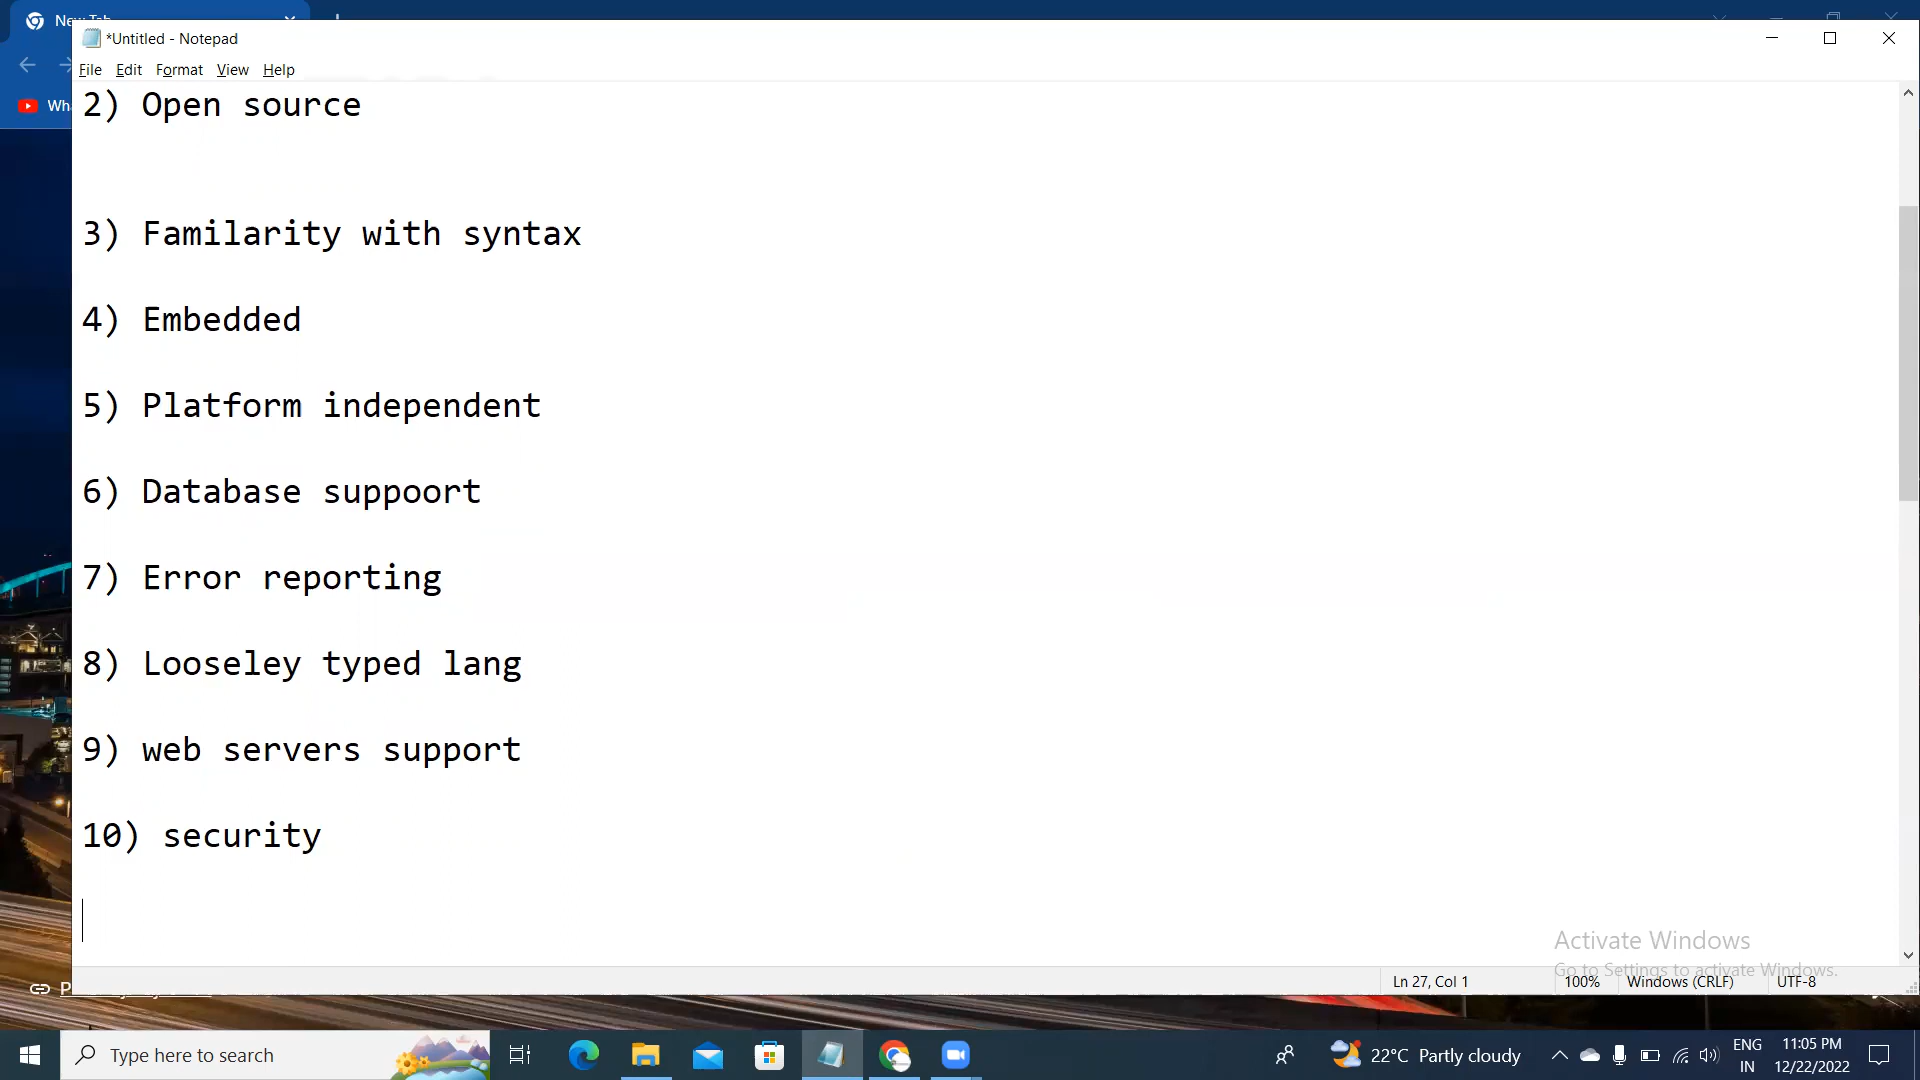 New Tab
*Untitled - Notepad
File Edit Format View Help
Wha
2) Open source
3) Familarity with syntax
4) Embedded
5) Platform independent
6) Database suppoort
7) Error reporting
8) Looseley typed lang
9) web servers support
10) security
Activate Windows
Go to Settings to activate Windows.
Ln 27, Col 1 100% Windows (CRLF) UTF-8
Type here to search
22°C Partly cloudy
ENG
IN
11:05 PM
12/22/2022